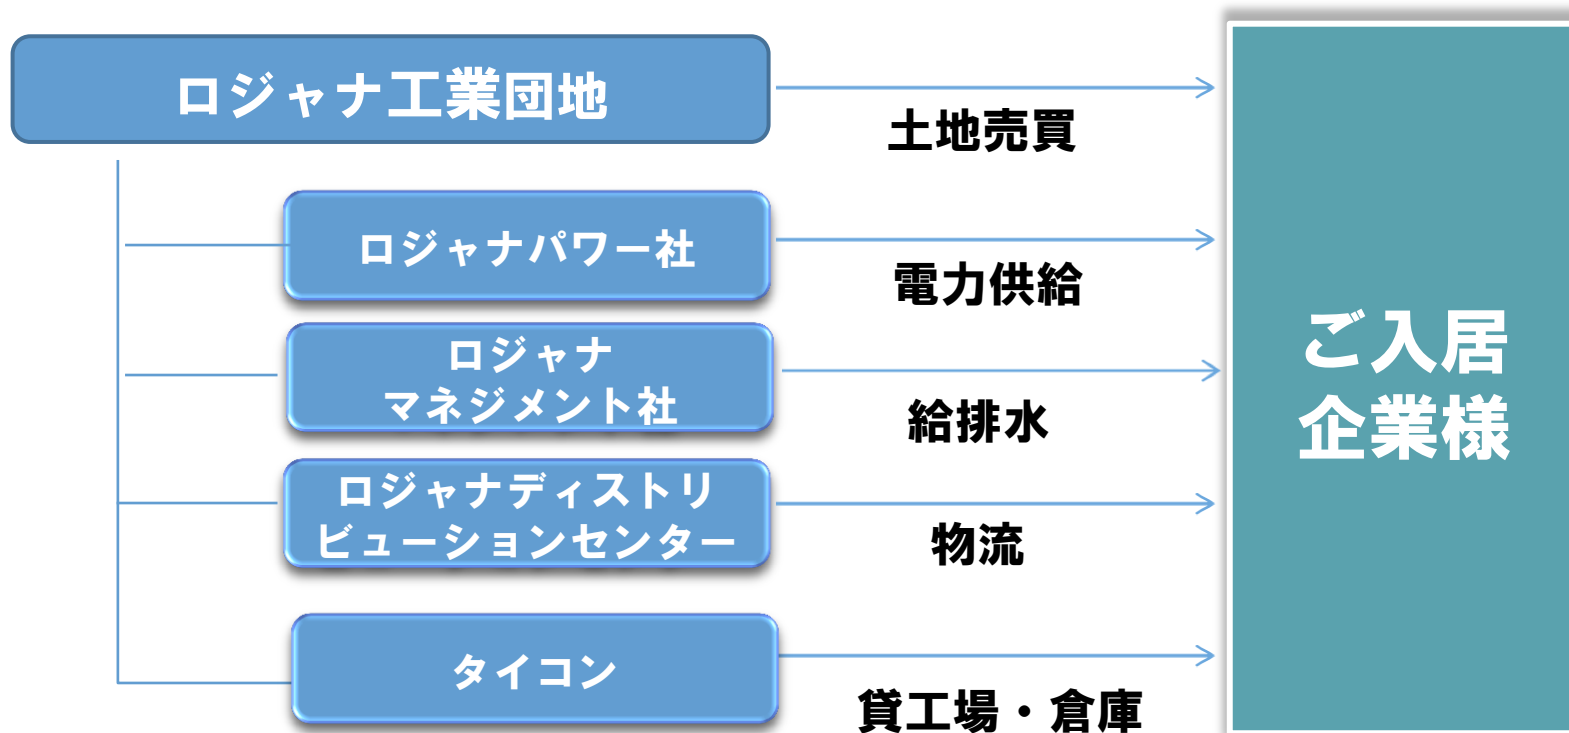 ロジャナ工業団地
土地売買
ロジャナパワー社
電力供給
ロジャナ
マネジメント社
給排水
ロジャナディストリ
ビューションセンター
物流
タイコン
貸工場・倉庫
ご入居
企業様